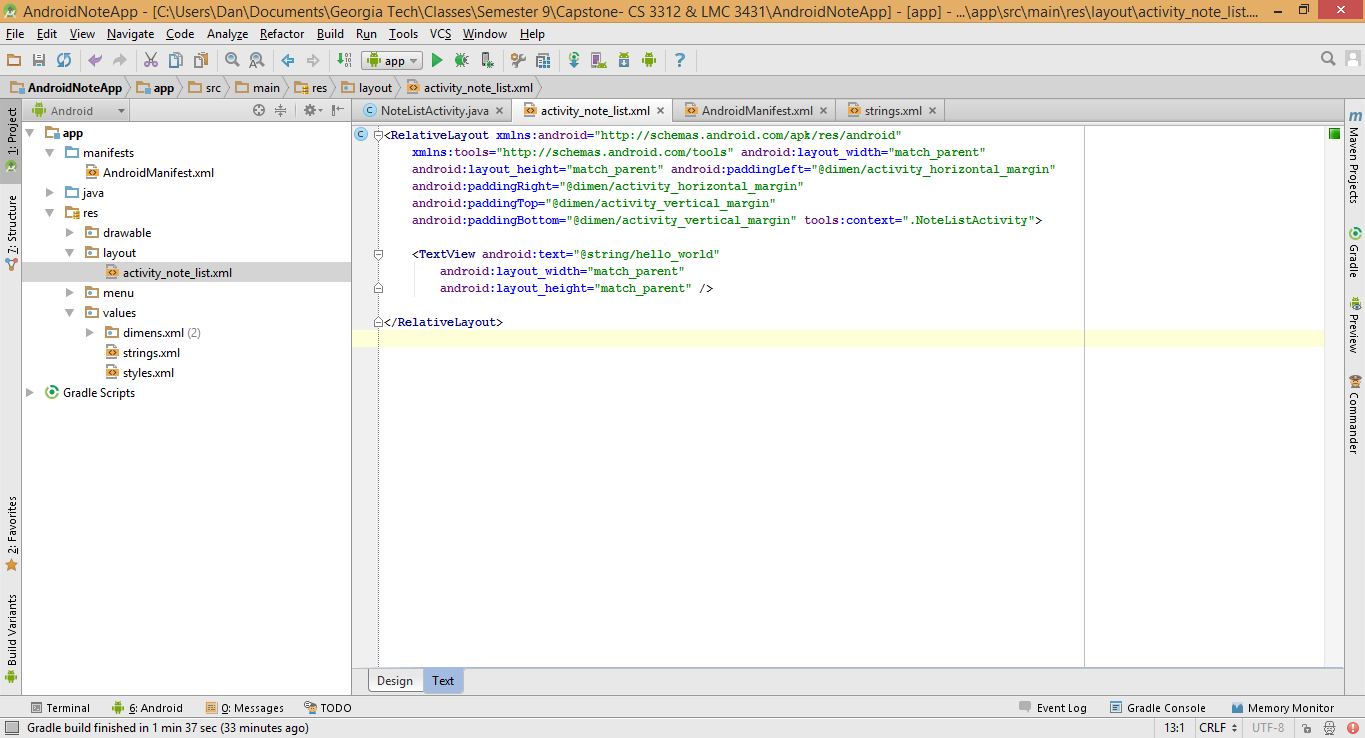 AndroidNoteApp - [C:\Users\Dan\Documents\Georgia Tech\Classes\Semester 9\Capstone- CS 3312 & LMC 3431\AndroidNoteApp] - [app] - ...\app\src\main\res\layout\activity_note_list....
File Edit View Navigate Code Analyze Refactor Build Run Tools VCS Window Help
app
AndroidNoteApp app src main res layout activity_note_list.xml
Android
NoteListActivity.java activity_note_list.xml AndroidManifest.xml strings.xml
1: Project
7: Structure
2: Favorites
Build Variants
app
manifests
AndroidManifest.xml
java
res
drawable
layout
activity_note_list.xml
menu
values
dimens.xml (2)
strings.xml
styles.xml
Gradle Scripts
<RelativeLayout xmlns:android="http://schemas.android.com/apk/res/android"
xmlns:tools="http://schemas.android.com/tools" android:layout_width="match_parent"
android:layout_height="match_parent" android:paddingLeft="@dimen/activity_horizontal_margin"
android:paddingRight="@dimen/activity_horizontal_margin"
android:paddingTop="@dimen/activity_vertical_margin"
android:paddingBottom="@dimen/activity_vertical_margin" tools:context=".NoteListActivity">
<TextView android:text="@string/hello_world"
android:layout_width="match_parent"
android:layout_height="match_parent" />
</RelativeLayout>
Maven Projects
Gradle
Preview
Commander
Design Text
Terminal 6: Android 0: Messages TODO Event Log Gradle Console Memory Monitor
Gradle build finished in 1 min 37 sec (33 minutes ago) 13:1 CRLF UTF-8